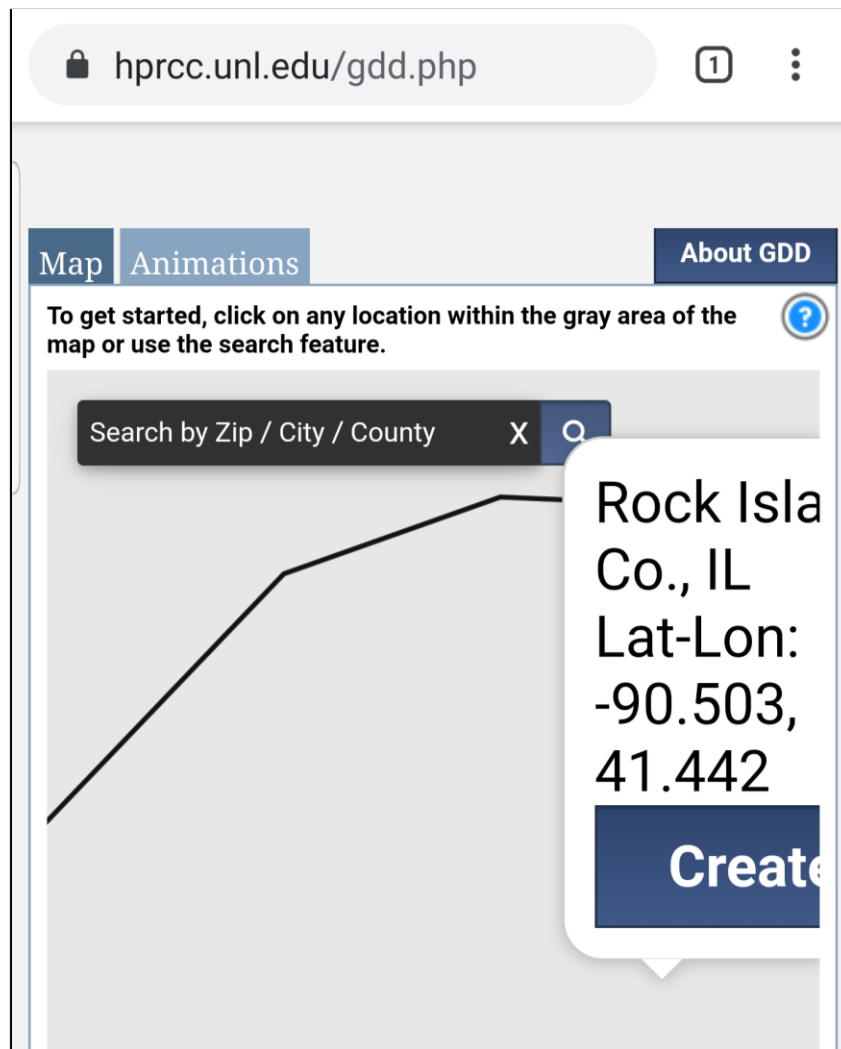 hprcc.unl.edu/gdd.php
1
Map
Animations
About GDD
To get started, click on any location within the gray area of the
map or use the search feature.
?
Search by Zip / City / County
X
Rock Isla
Co., IL
Lat-Lon:
-90.503,
41.442
Create